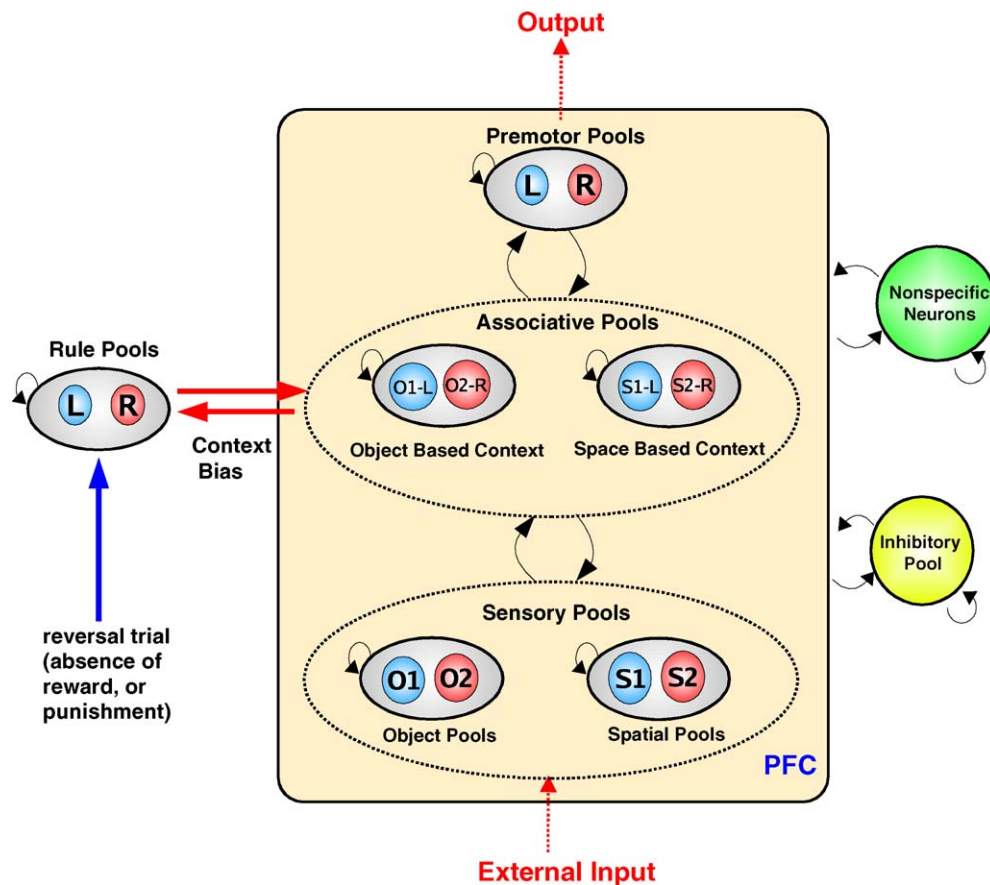 Output
Premotor Pools
L R
Associative Pools
O1-L O2-R
S1-L S2-R
Object Based Context
Space Based Context
Rule Pools
L R
Context
Bias
Nonspecific
Neurons
Inhibitory
Pool
reversal trial
(absence of
reward, or
punishment)
Sensory Pools
O1 O2
S1 S2
Object Pools
Spatial Pools
PFC
External Input